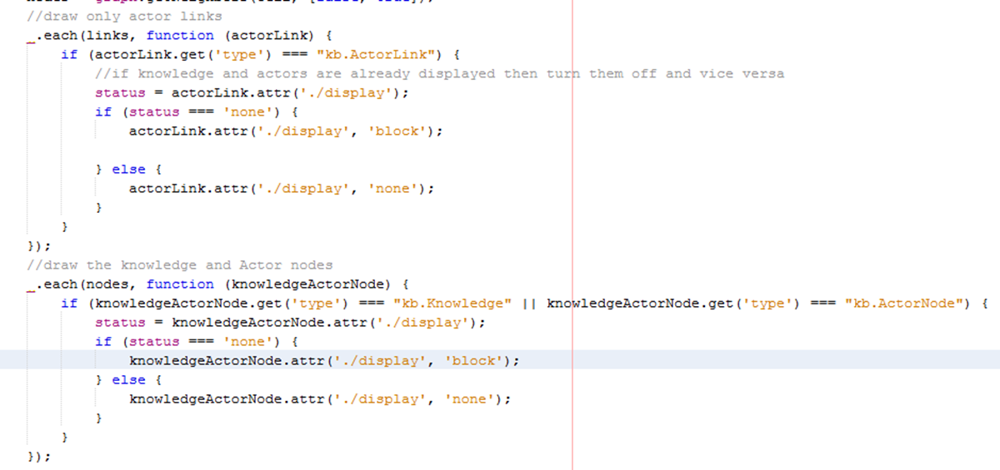 //draw only actor links
_.each(links, function (actorLink) {
if (actorLink.get('type') === "kb.ActorLink") {
//if knowledge and actors are already displayed then turn them off and vice versa
status = actorLink.attr('./display');
if (status === 'none') {
actorLink.attr('./display', 'block');
} else {
actorLink.attr('./display', 'none');
}
}
});
//draw the knowledge and Actor nodes
_.each(nodes, function (knowledgeActorNode) {
if (knowledgeActorNode.get('type') === "kb.Knowledge" || knowledgeActorNode.get('type') === "kb.ActorNode") {
status = knowledgeActorNode.attr('./display');
if (status === 'none') {
knowledgeActorNode.attr('./display', 'block');
} else {
knowledgeActorNode.attr('./display', 'none');
}
}
});